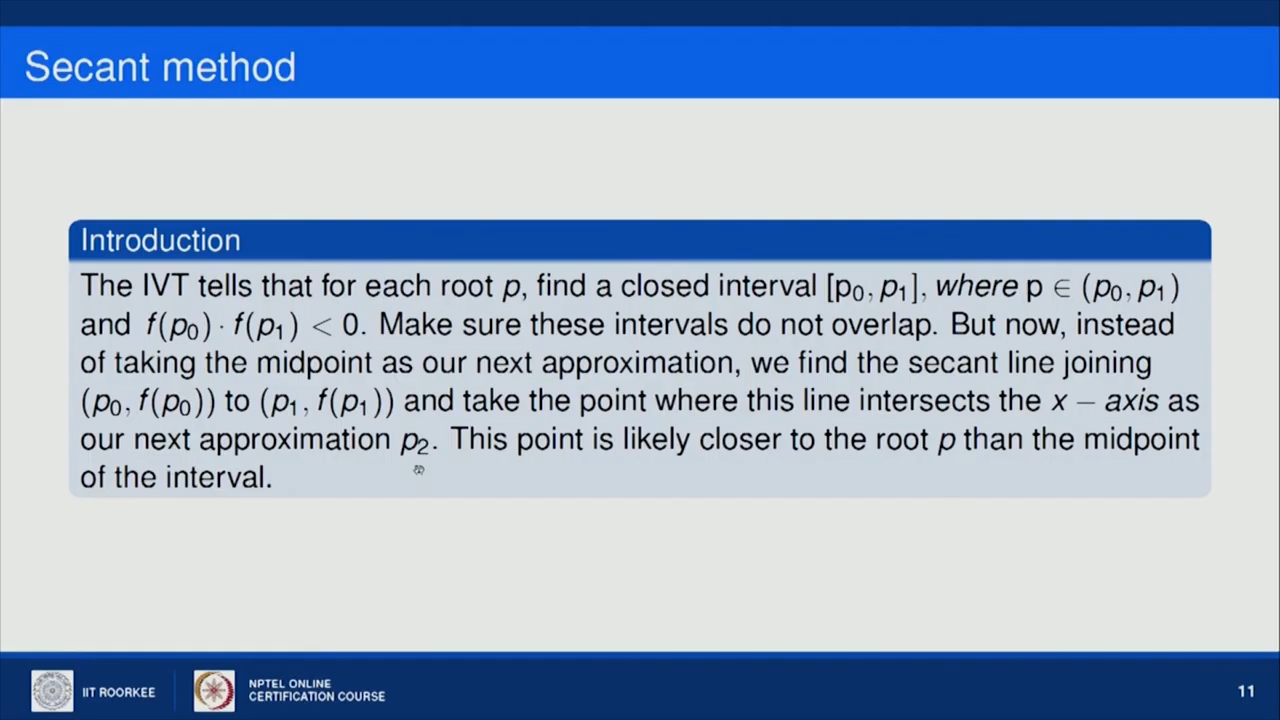 Secant method
Introduction
The IVT tells that for each root p, find a closed interval [p₀, p₁], where p ∈ (p₀, p₁)
and f(p₀) · f(p₁) < 0. Make sure these intervals do not overlap. But now, instead
of taking the midpoint as our next approximation, we find the secant line joining
(p₀, f(p₀)) to (p₁, f(p₁)) and take the point where this line intersects the x − axis as
our next approximation p₂. This point is likely closer to the root p than the midpoint
of the interval.
IIT ROORKEE
NPTEL ONLINE
CERTIFICATION COURSE
11